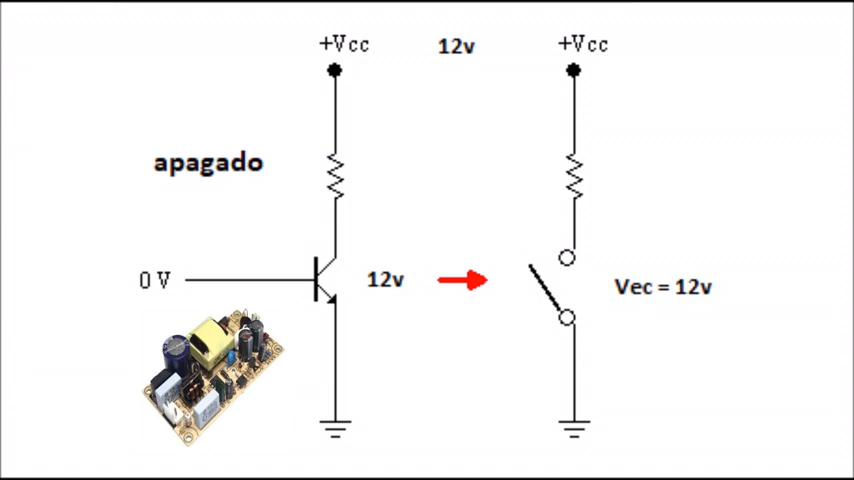 +Vcc
12v
+Vcc
apagado
0 V
12v
Vec = 12v